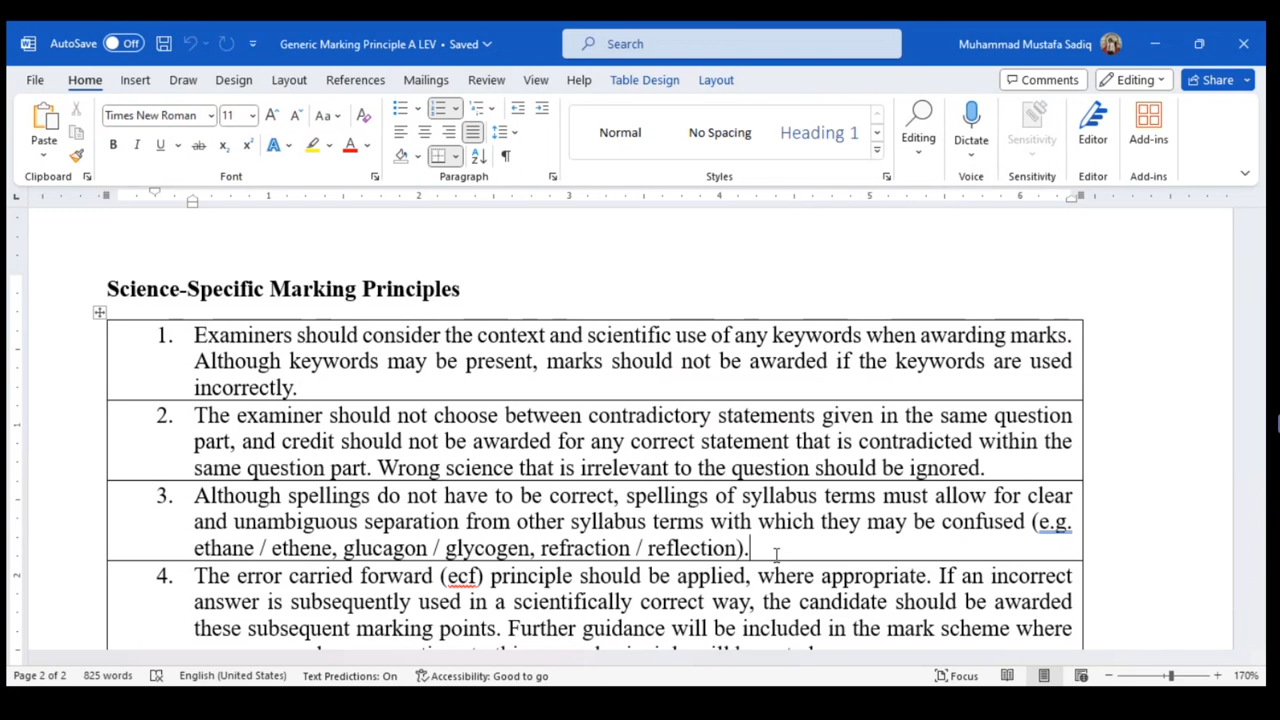 AutoSave Off Generic Marking Principle A LEV • Saved Search Muhammad Mustafa Sadiq
File Home Insert Draw Design Layout References Mailings Review View Help Table Design Layout Comments Editing Share
Paste Times New Roman 11 Normal No Spacing Heading 1 Editing Dictate Sensitivity Editor Add-ins
Clipboard Font Paragraph Styles Voice Sensitivity Editor Add-ins
1 2 3 4 5 6
Science-Specific Marking Principles
1. Examiners should consider the context and scientific use of any keywords when awarding marks.
Although keywords may be present, marks should not be awarded if the keywords are used
incorrectly.
2. The examiner should not choose between contradictory statements given in the same question
part, and credit should not be awarded for any correct statement that is contradicted within the
same question part. Wrong science that is irrelevant to the question should be ignored.
3. Although spellings do not have to be correct, spellings of syllabus terms must allow for clear
and unambiguous separation from other syllabus terms with which they may be confused (e.g.
ethane / ethene, glucagon / glycogen, refraction / reflection).
4. The error carried forward (ecf) principle should be applied, where appropriate. If an incorrect
answer is subsequently used in a scientifically correct way, the candidate should be awarded
these subsequent marking points. Further guidance will be included in the mark scheme where
Page 2 of 2 825 words English (United States) Text Predictions: On Accessibility: Good to go Focus 170%